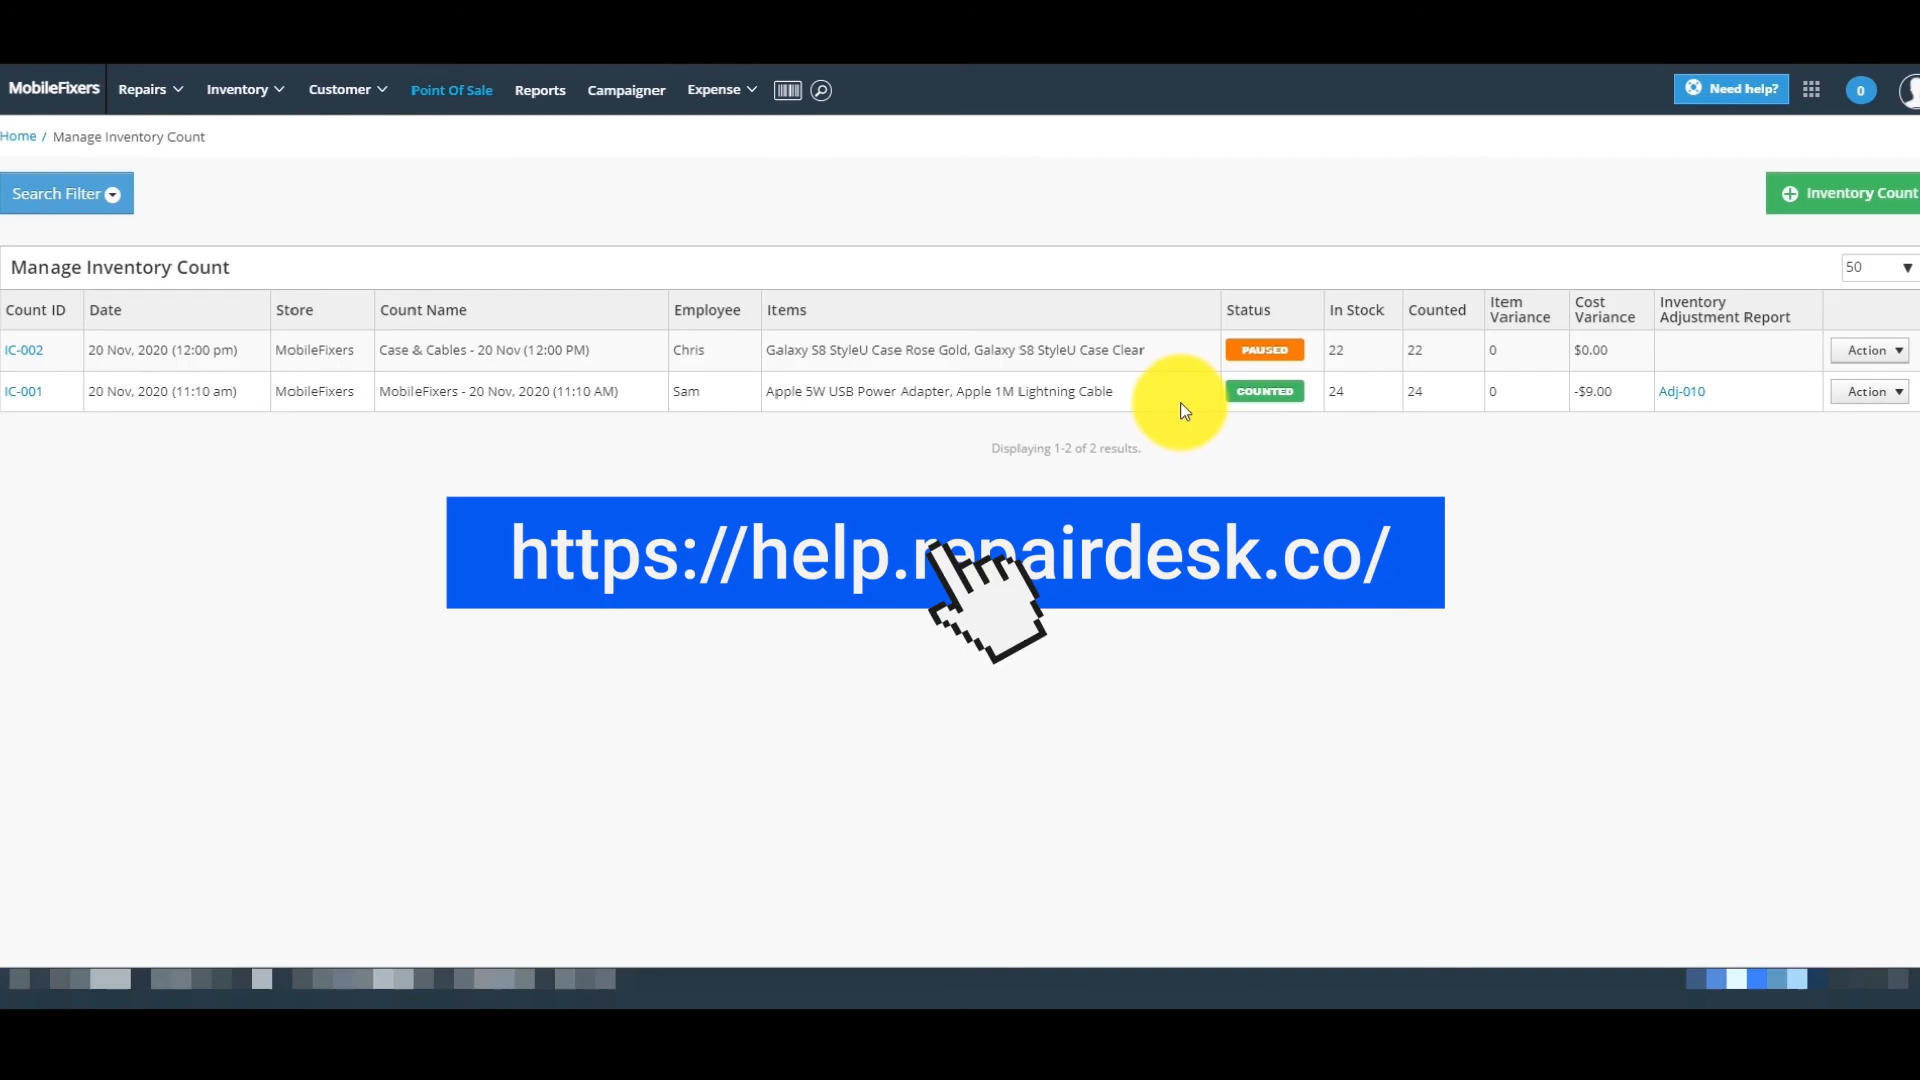 MobileFixers Repairs Inventory Customer Point Of Sale Reports Campaigner Expense Need help? 0
Home / Manage Inventory Count
Search Filter Inventory Count
Manage Inventory Count 50
Count ID Date Store Count Name Employee Items Status In Stock Counted Item Variance Cost Variance Inventory Adjustment Report
IC-002 20 Nov, 2020 (12:00 pm) MobileFixers Case & Cables - 20 Nov (12:00 PM) Chris Galaxy S8 StyleU Case Rose Gold, Galaxy S8 StyleU Case Clear PAUSED 22 22 0 $0.00 Action
IC-001 20 Nov, 2020 (11:10 am) MobileFixers MobileFixers - 20 Nov, 2020 (11:10 AM) Sam Apple 5W USB Power Adapter, Apple 1M Lightning Cable COUNTED 24 24 0 -$9.00 Adj-010 Action
Displaying 1-2 of 2 results.
https://help.repairdesk.co/